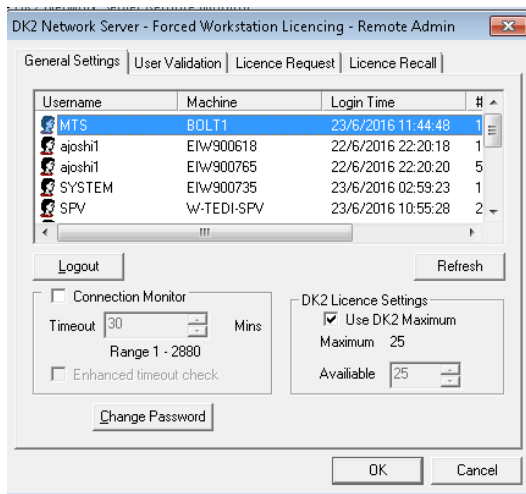 DK2 Network Server - Forced Workstation Licencing - Remote Admin
General Settings User Validation Licence Request Licence Recall
Username Machine Login Time #
MTS BOLT1 23/6/2016 11:44:48 1
ajoshi1 EIW900618 22/6/2016 22:20:18 1
ajoshi1 EIW900765 22/6/2016 22:20:20 5
SYSTEM EIW900735 23/6/2016 02:59:23 1
SPV W-TEDI-SPV 23/6/2016 10:55:28 2
Logout Refresh
Connection Monitor
Timeout 30 Mins
Range 1 - 2880
Enhanced timeout check
DK2 Licence Settings
Use DK2 Maximum
Maximum 25
Availiable 25
Change Password
OK Cancel